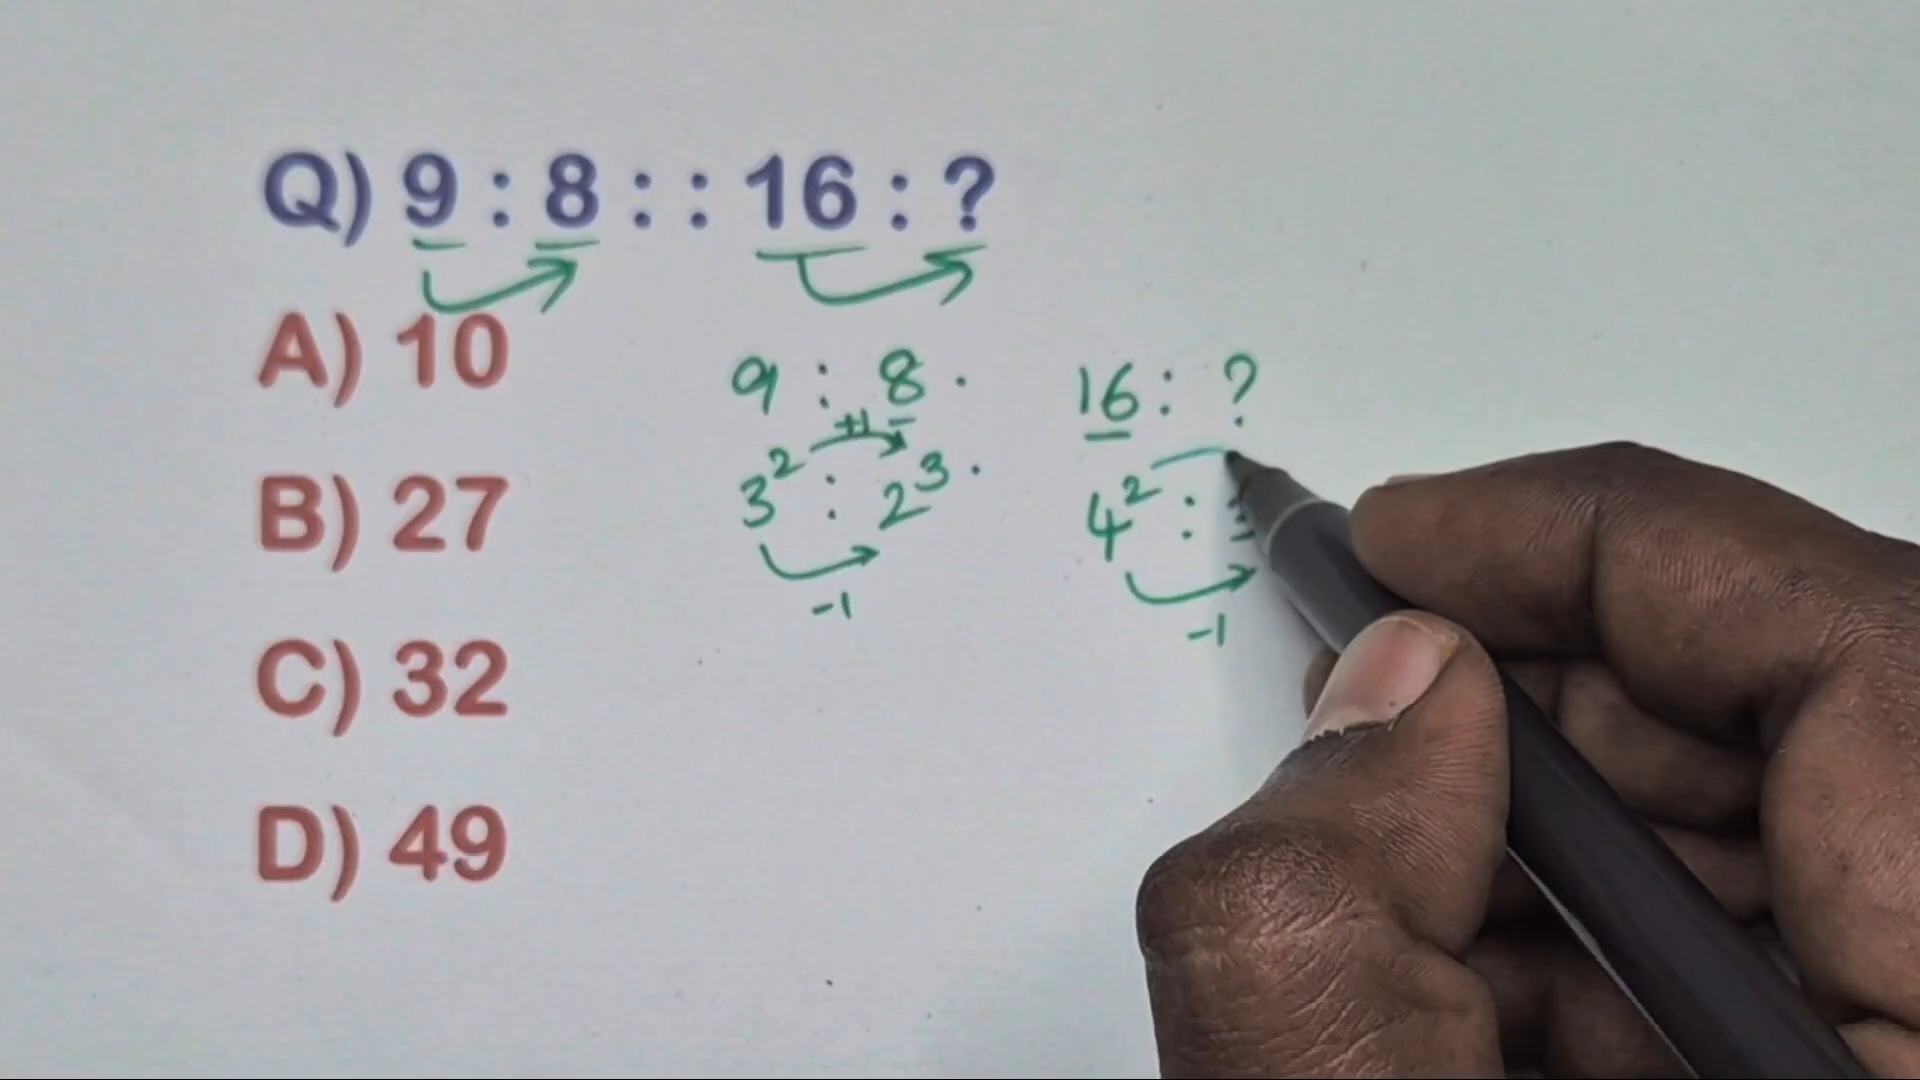 Q) 9 : 8 : : 16 : ?
A) 10
B) 27
C) 32
D) 49
9 : 8 .
+1
3² : 2³ .
-1
16 : ?
4² :
-1